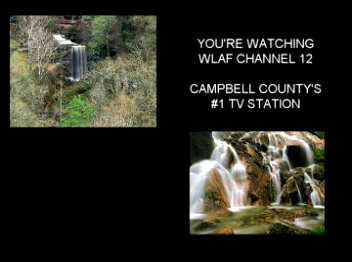 YOU'RE WATCHING
WLAF CHANNEL 12
CAMPBELL COUNTY'S
#1 TV STATION